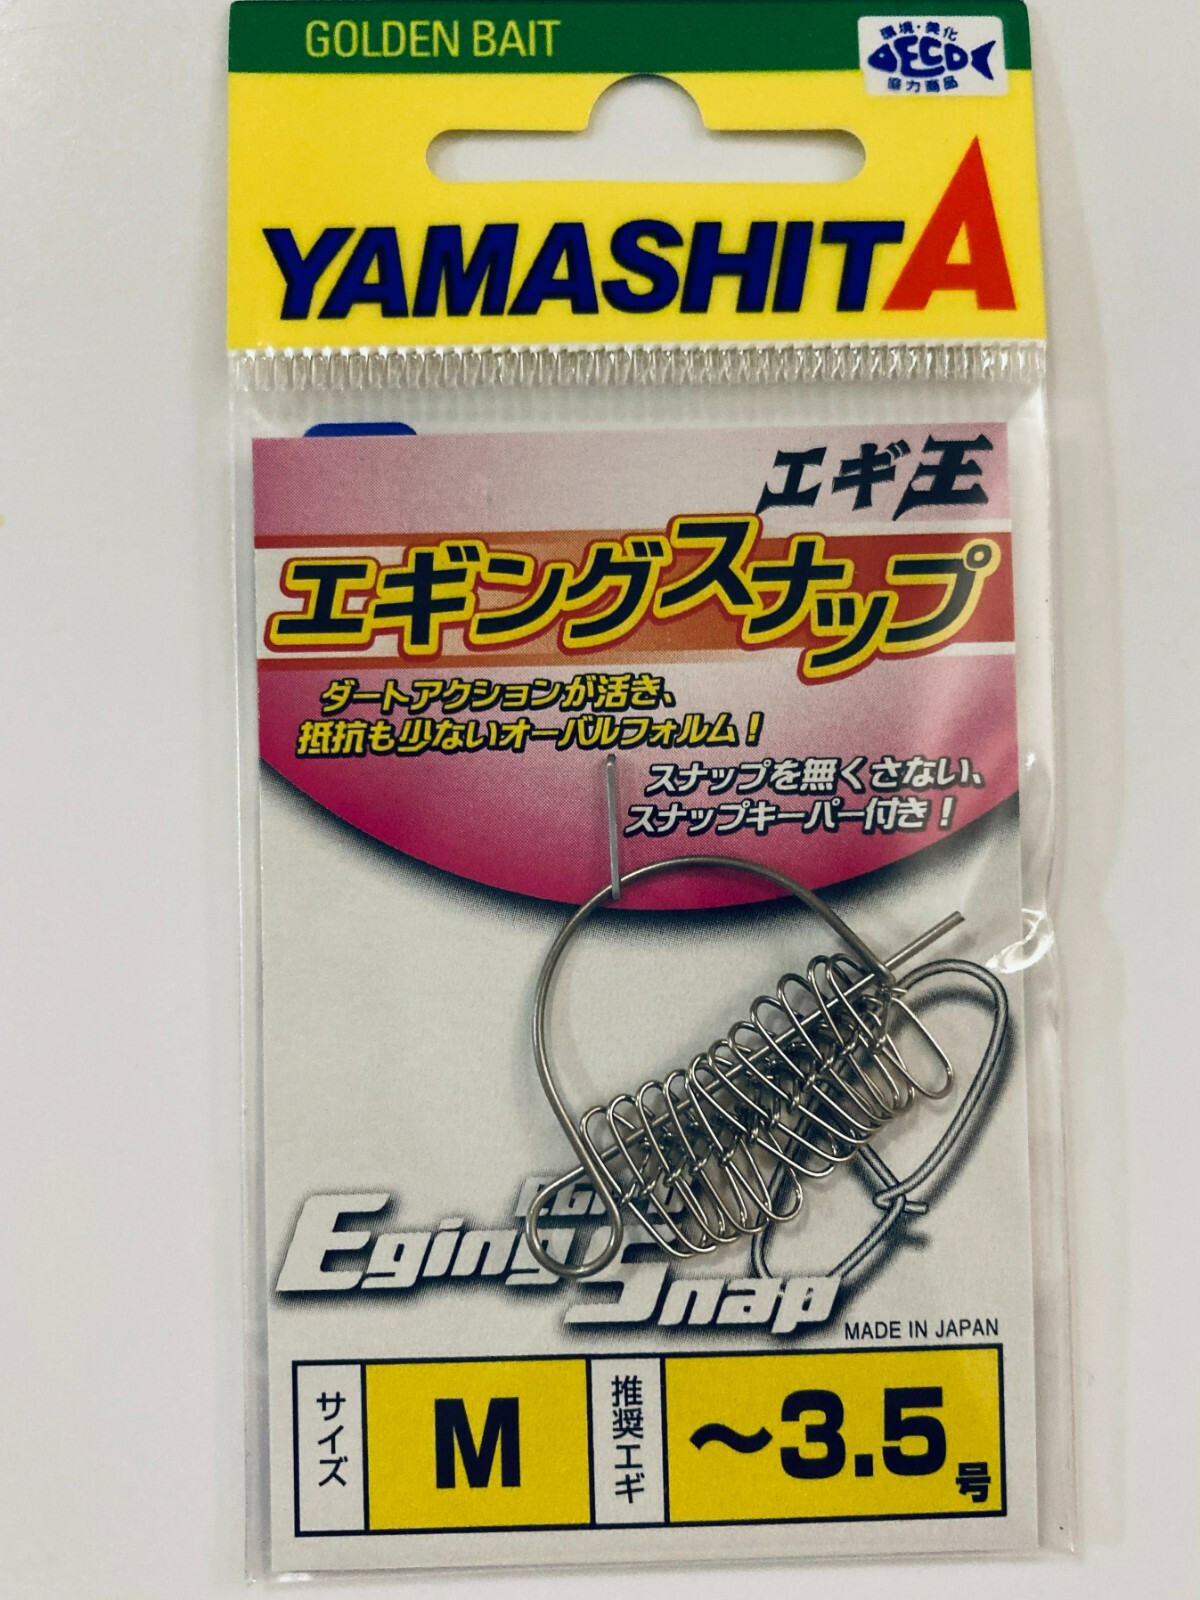 GOLDEN BAIT
環境・美化
ECO
協力商品
YAMASHITA
エギ王
エギングスナップ
ダートアクションが活き、
抵抗も少ないオーバルフォルム!
スナップを無くさない、
スナップキーパー付き!
EGING
Eging Snap
MADE IN JAPAN
サイズ M 推奨エギ ～3.5号